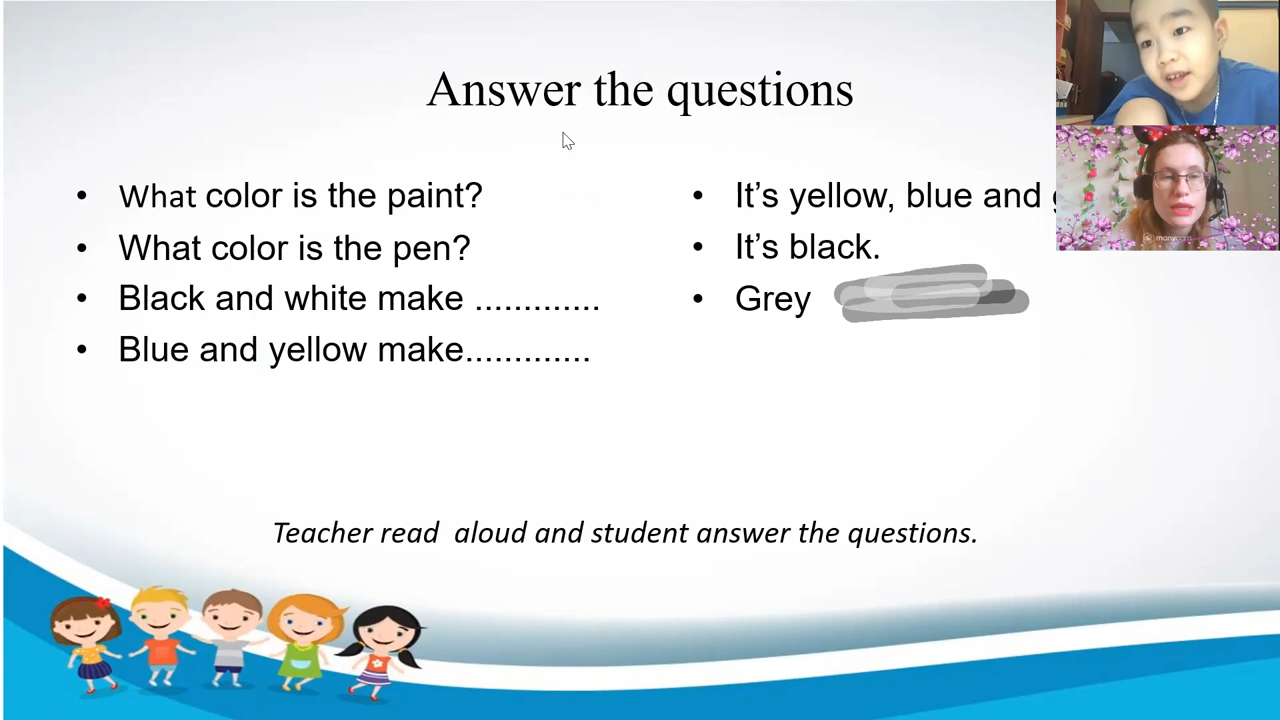 Answer the questions
What color is the paint?
What color is the pen?
Black and white make .............
Blue and yellow make.............
It’s yellow, blue and
It’s black.
Grey
Teacher read aloud and student answer the questions.
manycam